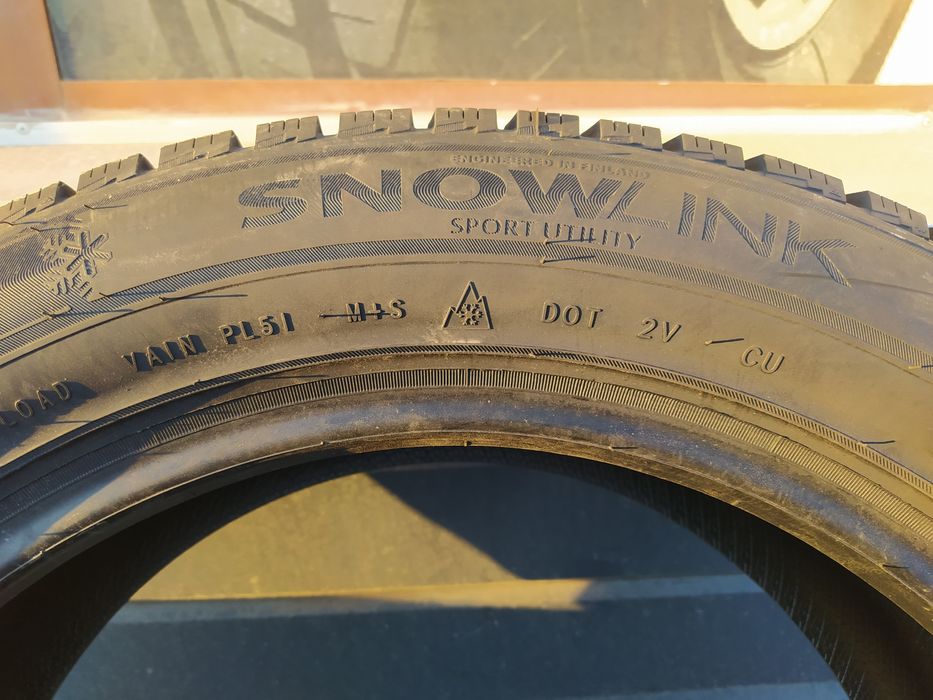 ENGINEERED IN FINLAND
SNOWLINK
SPORT UTILITY
LOAD YAIN PL51 M+S DOT 2V CU